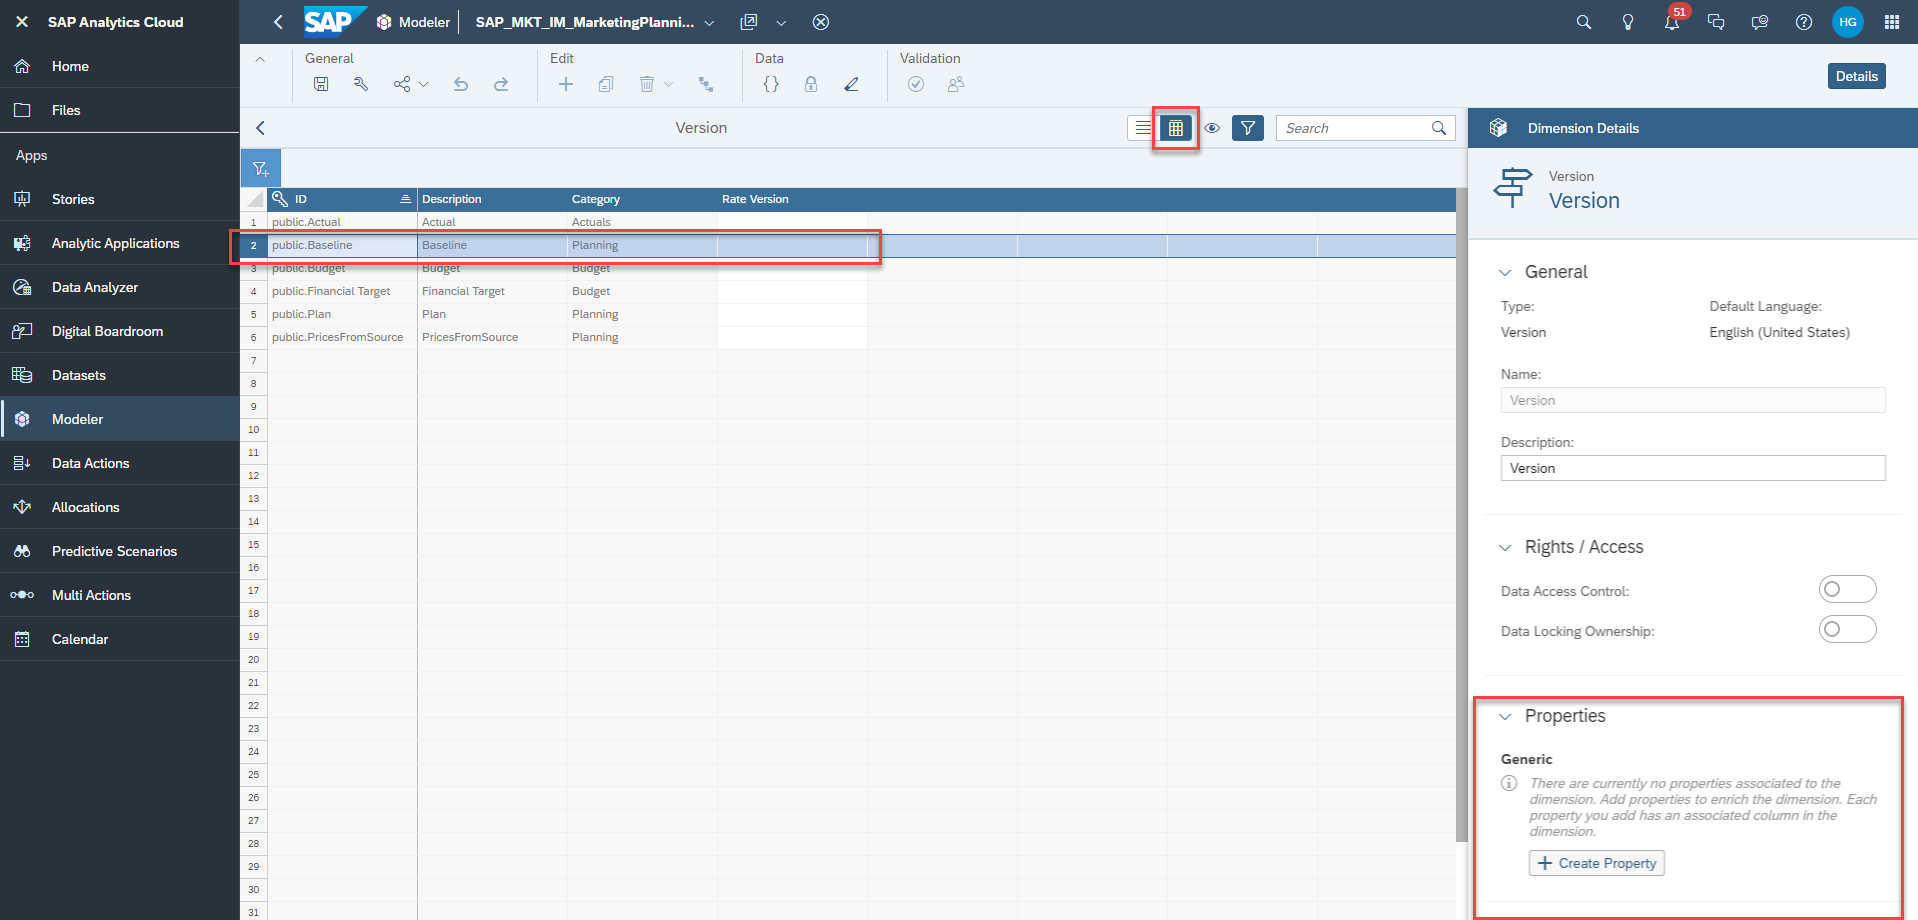 SAP Analytics Cloud
Home
Files
Apps
Stories
Analytic Applications
Data Analyzer
Digital Boardroom
Datasets
Modeler
Data Actions
Allocations
Predictive Scenarios
Multi Actions
Calendar
SAP Modeler SAP_MKT_IM_MarketingPlanni... 51 HG
General Edit Data Validation
Details
Version
Search
ID Description Category Rate Version
1 public.Actual Actual Actuals
2 public.Baseline Baseline Planning
3 public.Budget Budget Budget
4 public.Financial Target Financial Target Budget
5 public.Plan Plan Planning
6 public.PricesFromSource PricesFromSource Planning
7
8
9
10
11
12
13
14
15
16
17
18
19
20
21
22
23
24
25
26
27
28
29
30
31
Dimension Details
Version
Version
General
Type: Default Language:
Version English (United States)
Name:
Version
Description:
Version
Rights / Access
Data Access Control:
Data Locking Ownership:
Properties
Generic
There are currently no properties associated to the
dimension. Add properties to enrich the dimension. Each
property you add has an associated column in the
dimension.
Create Property